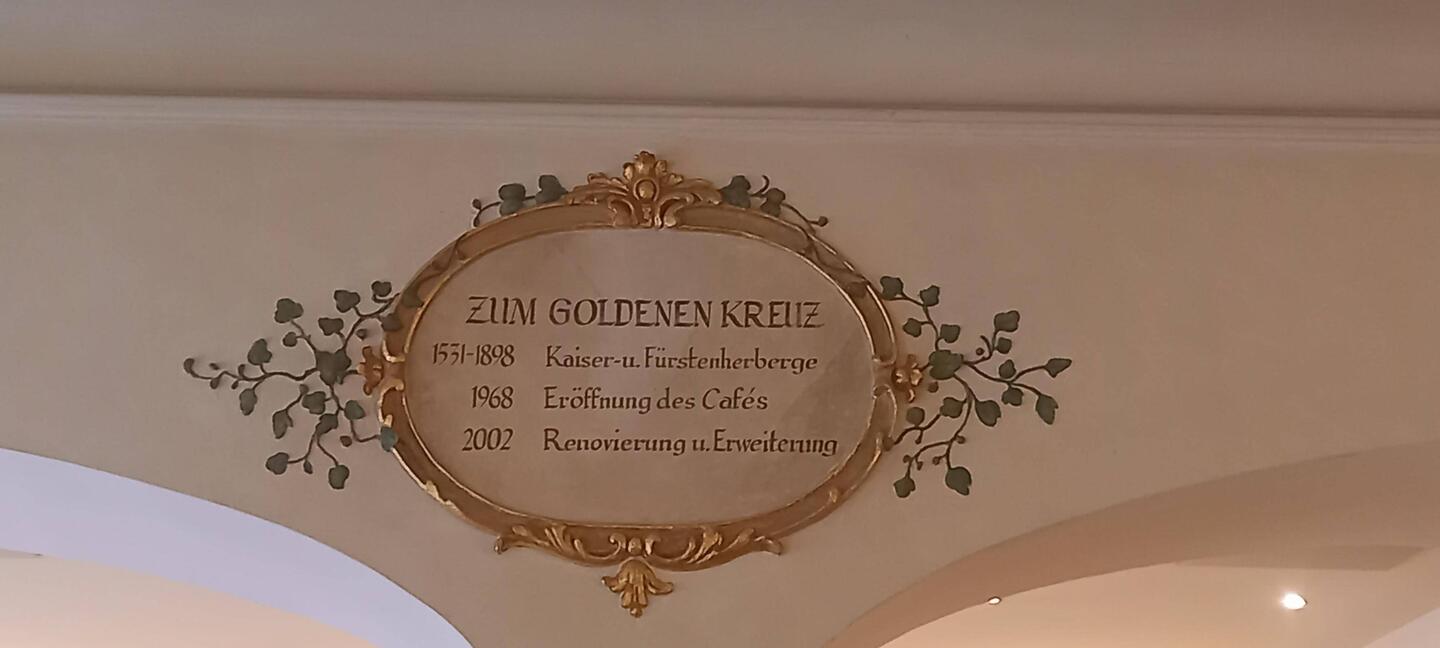 ZUM GOLDENEN KREUZ
1531-1898 Kaiser-u. Fürstenherberge
1968 Eröffnung des Cafés
2002 Renovierung u. Erweiterung